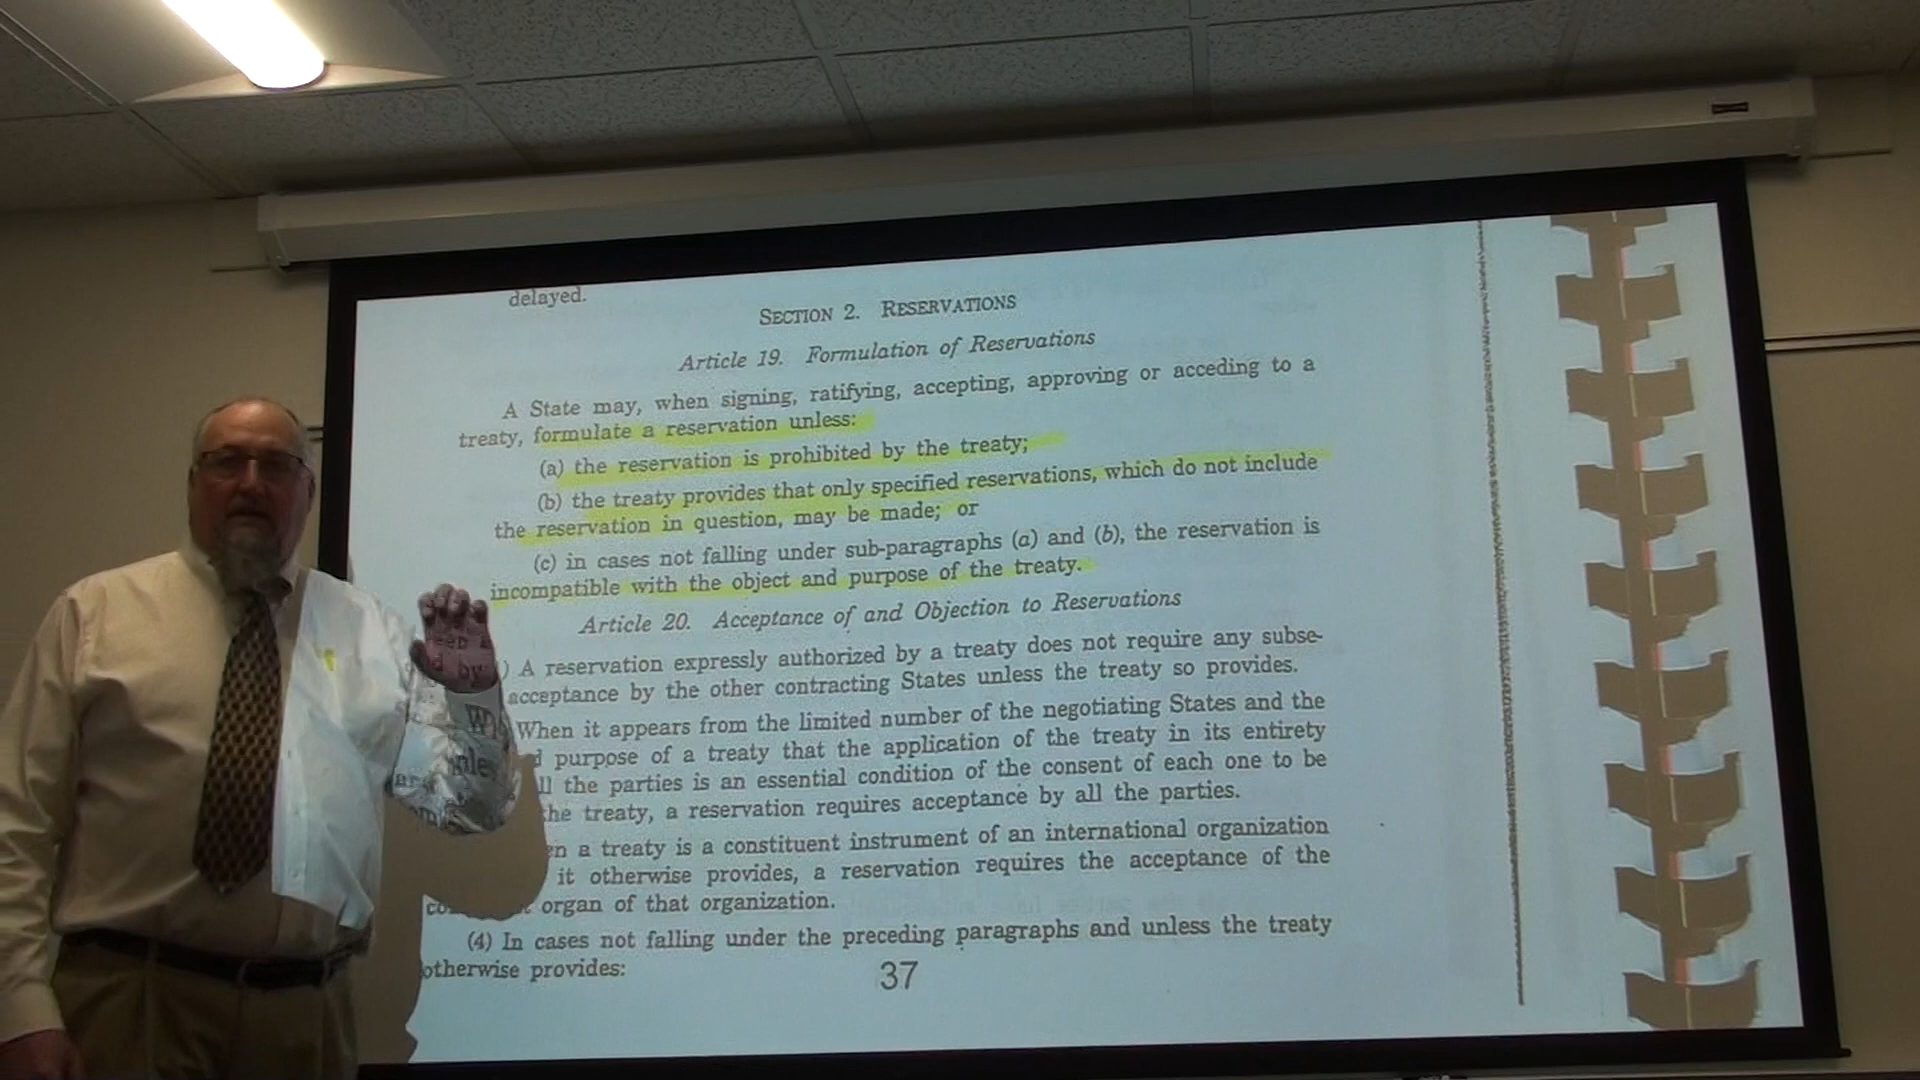 delayed.
SECTION 2. RESERVATIONS
Article 19. Formulation of Reservations
A State may, when signing, ratifying, accepting, approving or acceding to a
treaty, formulate a reservation unless:
(a) the reservation is prohibited by the treaty;
(b) the treaty provides that only specified reservations, which do not include
the reservation in question, may be made; or
(c) in cases not falling under sub-paragraphs (a) and (b), the reservation is
incompatible with the object and purpose of the treaty.
Article 20. Acceptance of and Objection to Reservations
) A reservation expressly authorized by a treaty does not require any subse-
acceptance by the other contracting States unless the treaty so provides.
When it appears from the limited number of the negotiating States and the
purpose of a treaty that the application of the treaty in its entirety
the parties is an essential condition of the consent of each one to be
the treaty, a reservation requires acceptance by all the parties.
a treaty is a constituent instrument of an international organization
it otherwise provides, a reservation requires the acceptance of the
organ of that organization.
(4) In cases not falling under the preceding paragraphs and unless the treaty
otherwise provides:
37